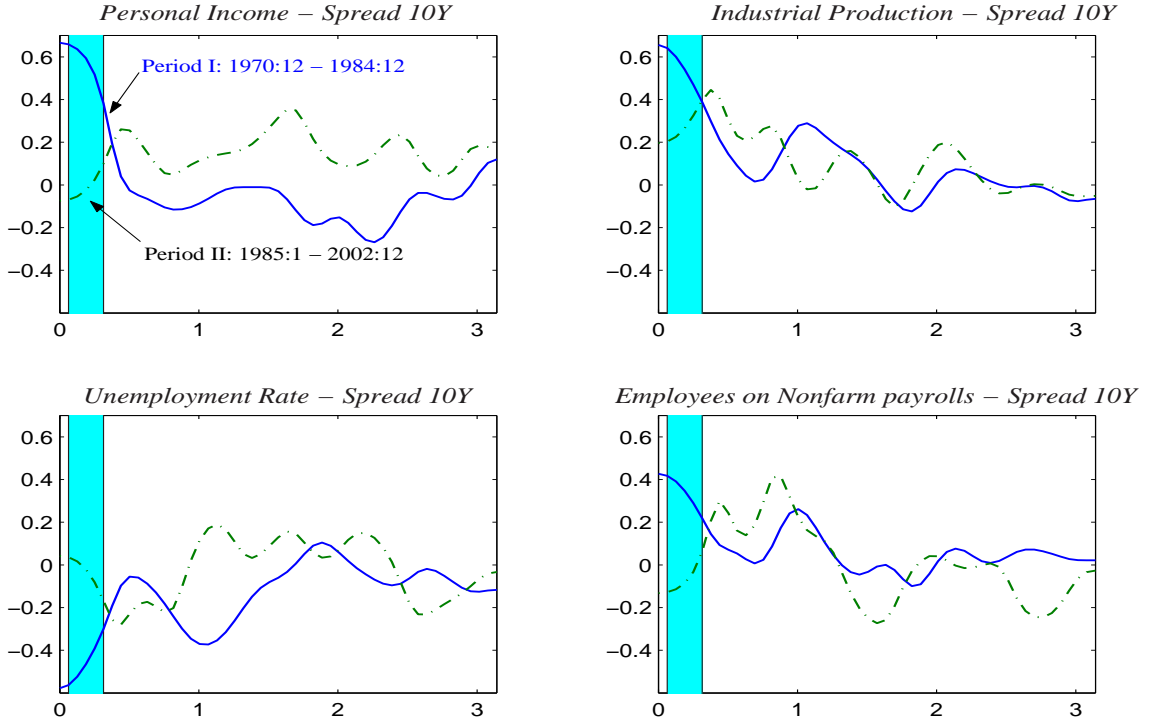 Personal Income − Spread 10Y
0.6
0.4
0.2
0
−0.2
−0.4
0 1 2 3
Period I: 1970:12 − 1984:12
Period II: 1985:1 − 2002:12
Industrial Production − Spread 10Y
0.6
0.4
0.2
0
−0.2
−0.4
0 1 2 3
Unemployment Rate − Spread 10Y
0.6
0.4
0.2
0
−0.2
−0.4
0 1 2 3
Employees on Nonfarm payrolls − Spread 10Y
0.6
0.4
0.2
0
−0.2
−0.4
0 1 2 3